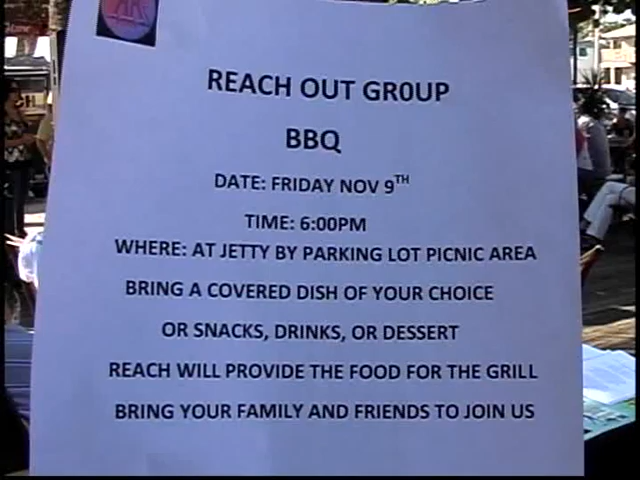 REACH OUT GR0UP
BBQ
DATE: FRIDAY NOV 9TH
TIME: 6:00PM
WHERE: AT JETTY BY PARKING LOT PICNIC AREA
BRING A COVERED DISH OF YOUR CHOICE
OR SNACKS, DRINKS, OR DESSERT
REACH WILL PROVIDE THE FOOD FOR THE GRILL
BRING YOUR FAMILY AND FRIENDS TO JOIN US